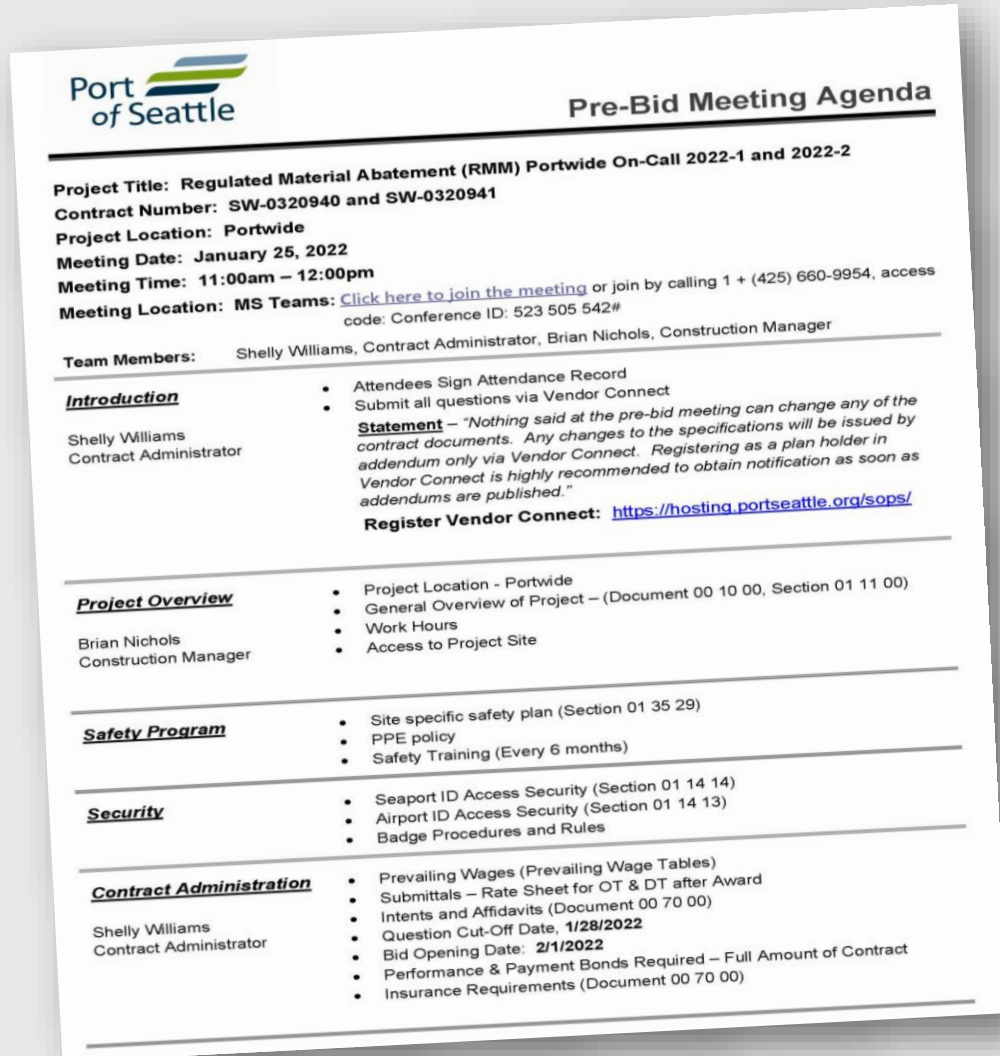 Port
of Seattle
Pre-Bid Meeting Agenda
Project Title: Regulated Material Abatement (RMM) Portwide On-Call 2022-1 and 2022-2
Contract Number: SW-0320940 and SW-0320941
Project Location: Portwide
Meeting Date: January 25, 2022
Meeting Time: 11:00am – 12:00pm
Meeting Location: MS Teams: Click here to join the meeting or join by calling 1 + (425) 660-9954, access
code: Conference ID: 523 505 542#
Team Members: Shelly Williams, Contract Administrator, Brian Nichols, Construction Manager
Introduction
Shelly Williams
Contract Administrator
• Attendees Sign Attendance Record
• Submit all questions via Vendor Connect
Statement – “Nothing said at the pre-bid meeting can change any of the
contract documents. Any changes to the specifications will be issued by
addendum only via Vendor Connect. Registering as a plan holder in
Vendor Connect is highly recommended to obtain notification as soon as
addendums are published.”
Register Vendor Connect: https://hosting.portseattle.org/sops/
Project Overview
Brian Nichols
Construction Manager
• Project Location - Portwide
• General Overview of Project – (Document 00 10 00, Section 01 11 00)
• Work Hours
• Access to Project Site
Safety Program
• Site specific safety plan (Section 01 35 29)
• PPE policy
• Safety Training (Every 6 months)
Security
• Seaport ID Access Security (Section 01 14 14)
• Airport ID Access Security (Section 01 14 13)
• Badge Procedures and Rules
Contract Administration
Shelly Williams
Contract Administrator
• Prevailing Wages (Prevailing Wage Tables)
• Submittals – Rate Sheet for OT & DT after Award
• Intents and Affidavits (Document 00 70 00)
• Question Cut-Off Date, 1/28/2022
• Bid Opening Date: 2/1/2022
• Performance & Payment Bonds Required – Full Amount of Contract
• Insurance Requirements (Document 00 70 00)